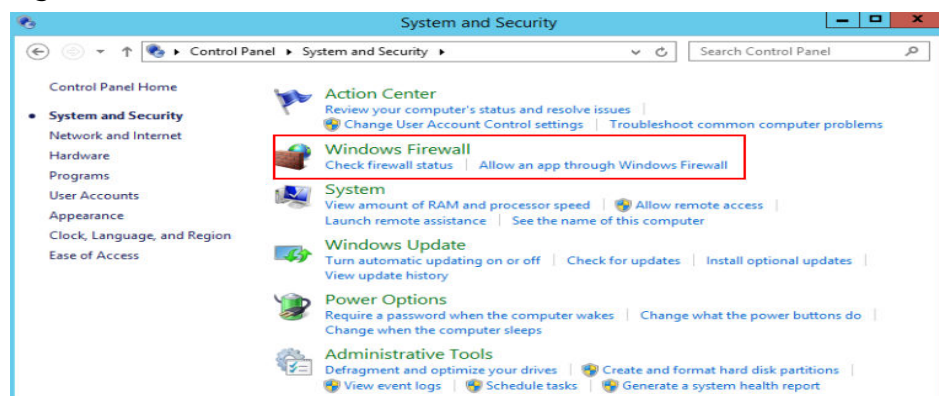 System and Security
Control Panel ▸ System and Security ▸
Search Control Panel
Control Panel Home
System and Security
Network and Internet
Hardware
Programs
User Accounts
Appearance
Clock, Language, and Region
Ease of Access
Action Center
Review your computer's status and resolve issues
Change User Account Control settings | Troubleshoot common computer problems
Windows Firewall
Check firewall status | Allow an app through Windows Firewall
System
View amount of RAM and processor speed | Allow remote access |
Launch remote assistance | See the name of this computer
Windows Update
Turn automatic updating on or off | Check for updates | Install optional updates |
View update history
Power Options
Require a password when the computer wakes | Change what the power buttons do |
Change when the computer sleeps
Administrative Tools
Defragment and optimize your drives | Create and format hard disk partitions |
View event logs | Schedule tasks | Generate a system health report